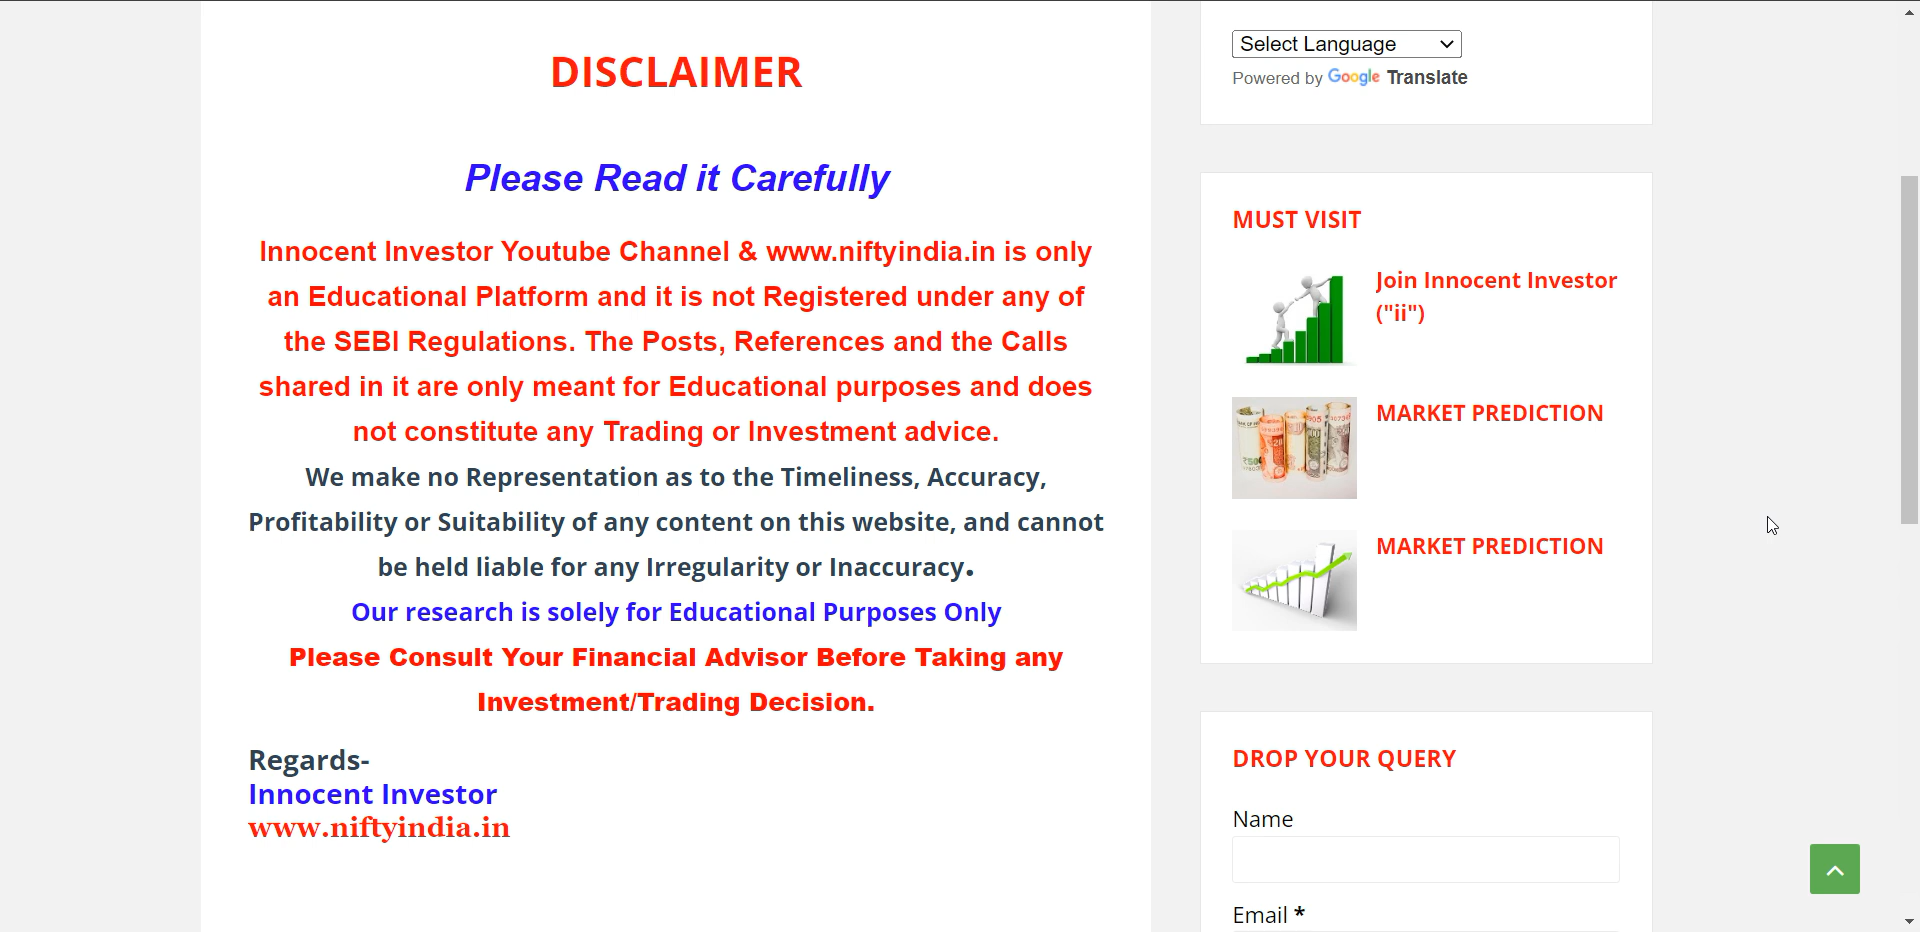 DISCLAIMER
Please Read it Carefully
Innocent Investor Youtube Channel & www.niftyindia.in is only
an Educational Platform and it is not Registered under any of
the SEBI Regulations. The Posts, References and the Calls
shared in it are only meant for Educational purposes and does
not constitute any Trading or Investment advice.
We make no Representation as to the Timeliness, Accuracy,
Profitability or Suitability of any content on this website, and cannot
be held liable for any Irregularity or Inaccuracy.
Our research is solely for Educational Purposes Only
Please Consult Your Financial Advisor Before Taking any
Investment/Trading Decision.
Regards-
Innocent Investor
www.niftyindia.in
Select Language
Powered by Google Translate
MUST VISIT
Join Innocent Investor
("ii")
MARKET PREDICTION
MARKET PREDICTION
DROP YOUR QUERY
Name
Email *